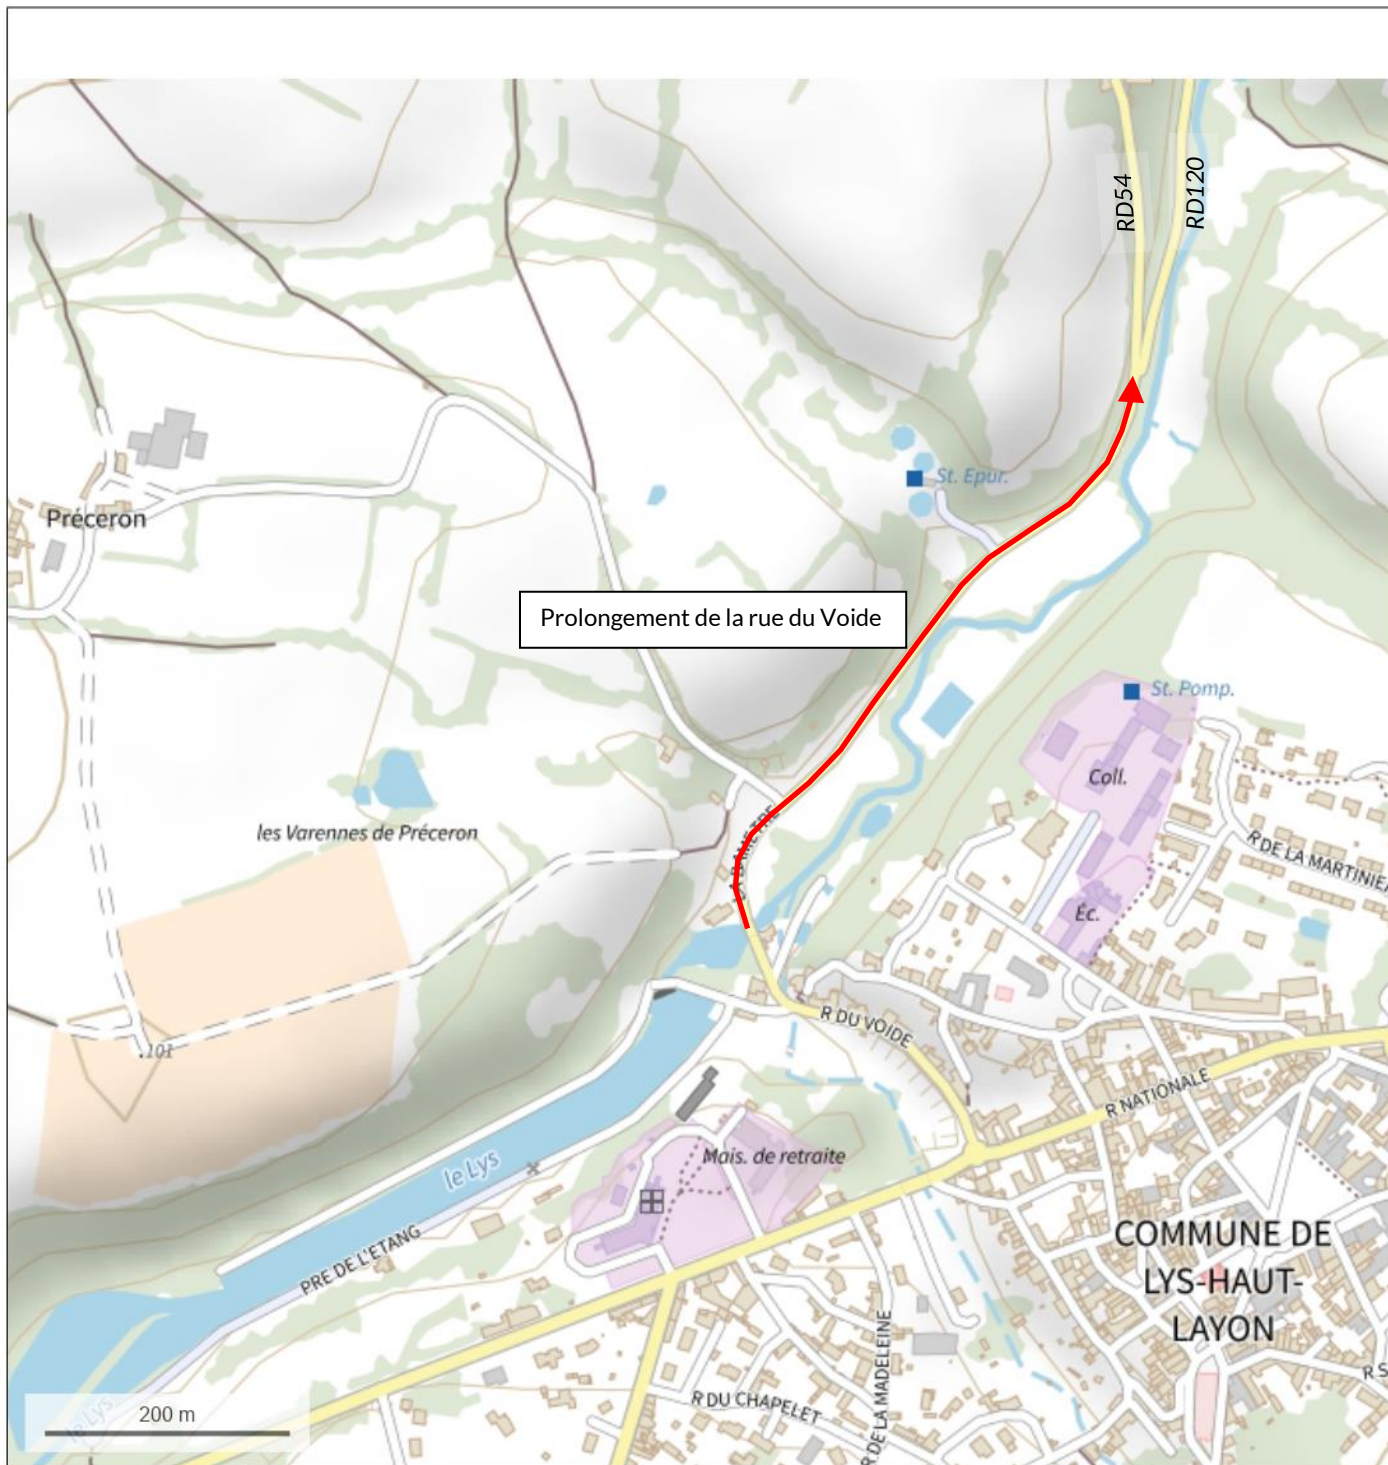 RD54
RD120
St. Epur.
Préceron
Prolongement de la rue du Voide
St. Pomp.
Coll.
les Varennes de Préceron
R DE LA MARTINIE
Éc.
R DU VOIDE
.101
R NATIONALE
Mais. de retraite
le Lys
PRE DE L'ETANG
COMMUNE DE
LYS-HAUT-
LAYON
R DE LA MADELEINE
R DU CHAPELET
R S
200 m
le Lys